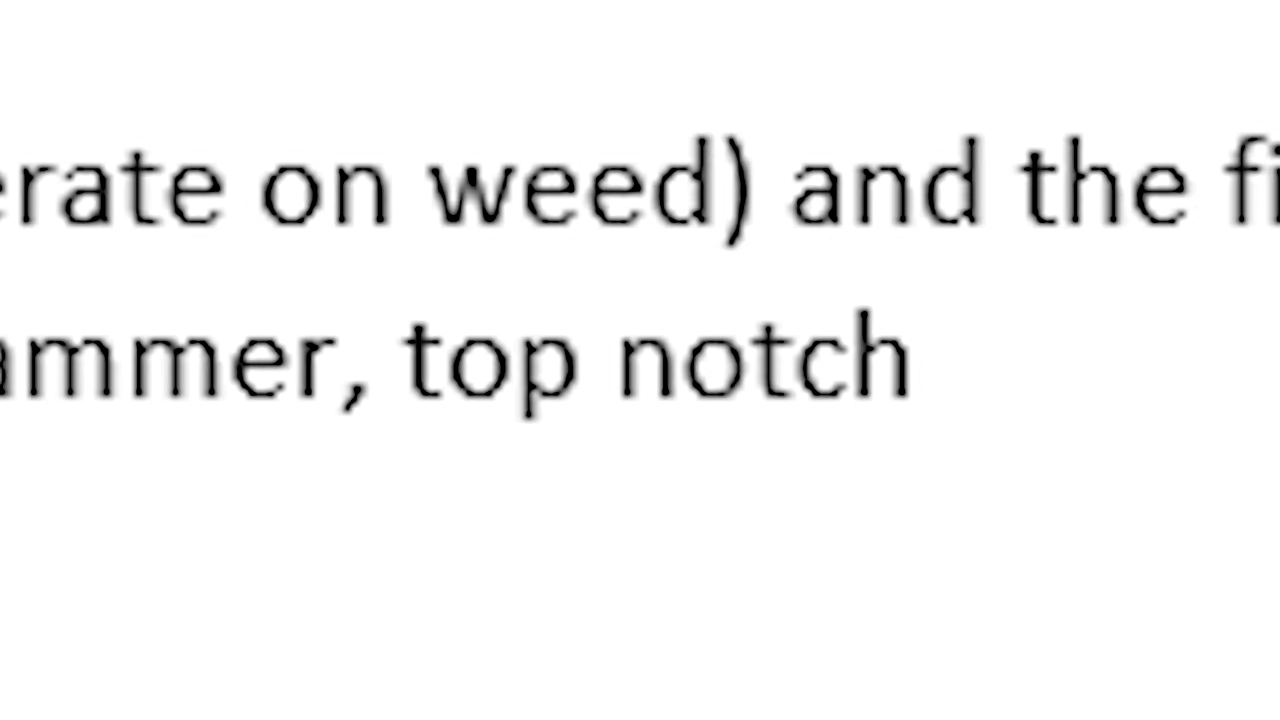 erate on weed) and the fi
ammer, top notch